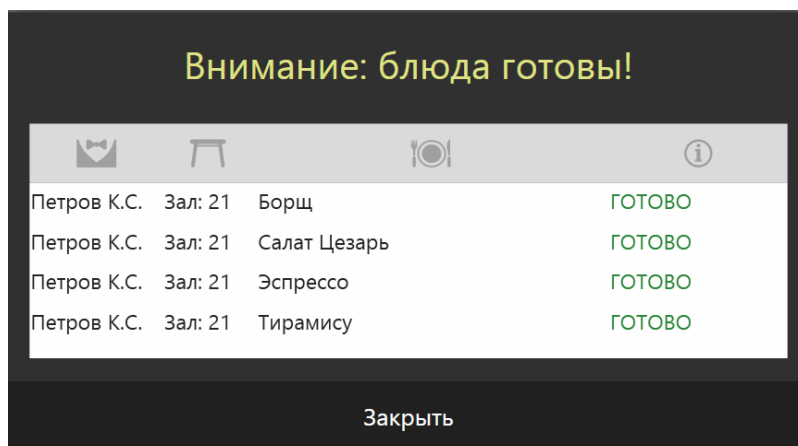 Внимание: блюда готовы!
Петров К.С. Зал: 21 Борщ ГОТОВО
Петров К.С. Зал: 21 Салат Цезарь ГОТОВО
Петров К.С. Зал: 21 Эспрессо ГОТОВО
Петров К.С. Зал: 21 Тирамису ГОТОВО
Закрыть